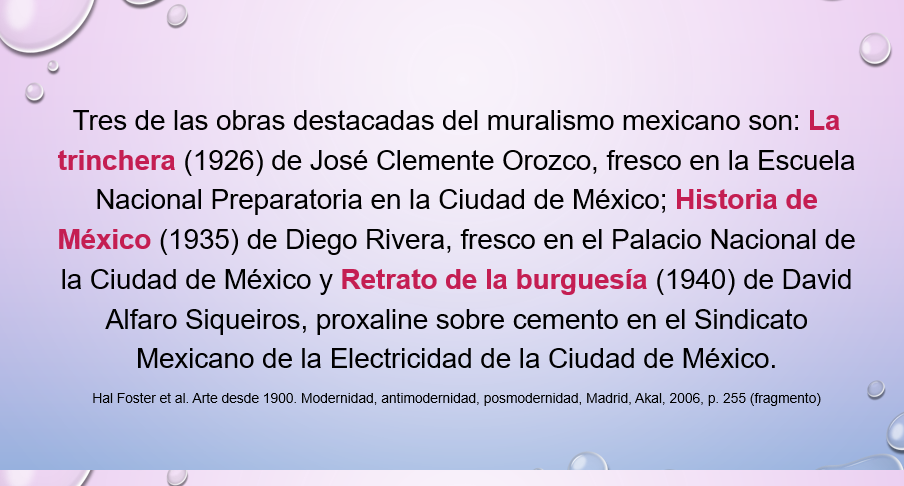 Tres de las obras destacadas del muralismo mexicano son: La
trinchera (1926) de José Clemente Orozco, fresco en la Escuela
Nacional Preparatoria en la Ciudad de México; Historia de
México (1935) de Diego Rivera, fresco en el Palacio Nacional de
la Ciudad de México y Retrato de la burguesía (1940) de David
Alfaro Siqueiros, proxaline sobre cemento en el Sindicato
Mexicano de la Electricidad de la Ciudad de México.
Hal Foster et al. Arte desde 1900. Modernidad, antimodernidad, posmodernidad, Madrid, Akal, 2006, p. 255 (fragmento)